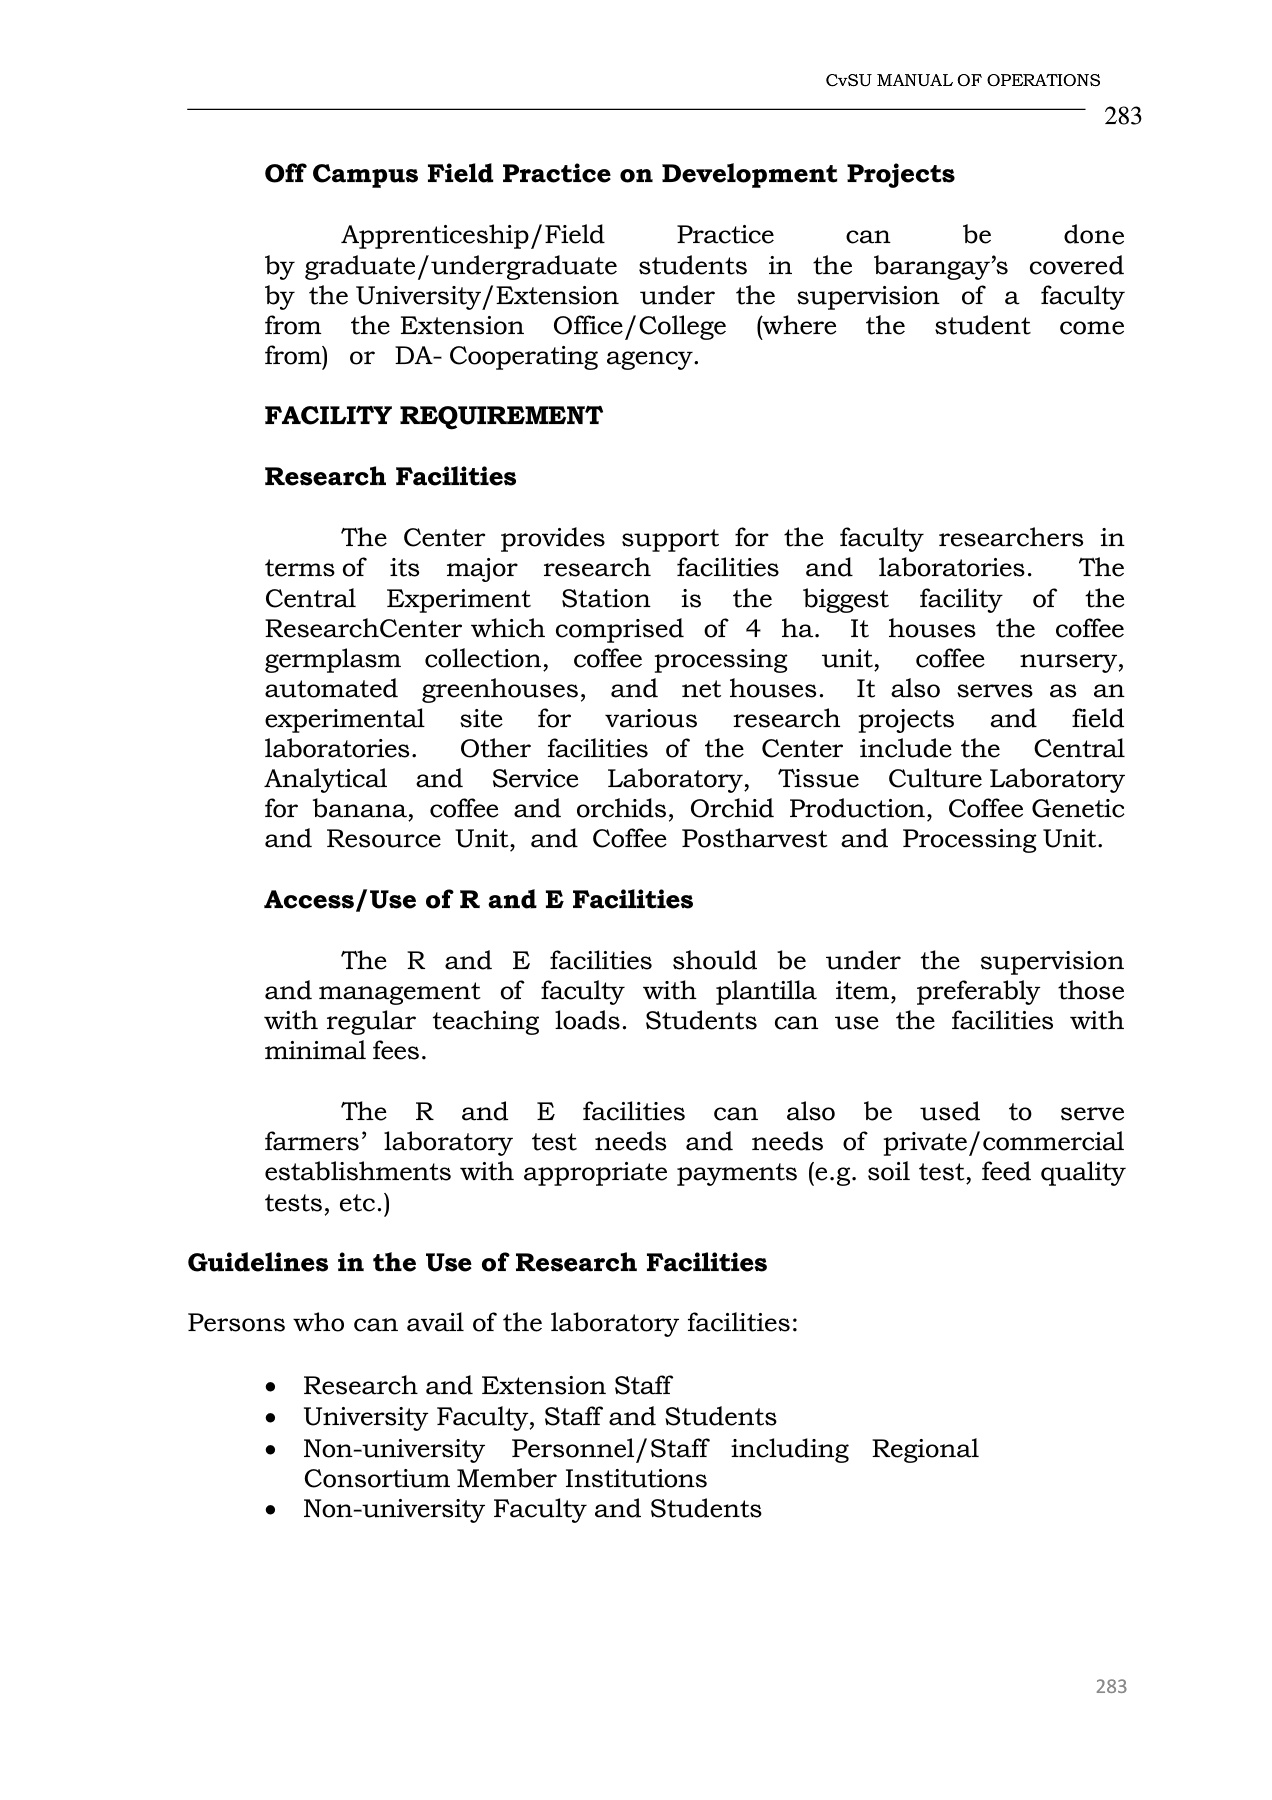 CvSU MANUAL OF OPERATIONS
283
Off Campus Field Practice on Development Projects
Apprenticeship/Field Practice can be done
by graduate/undergraduate students in the barangay’s covered
by the University/Extension under the supervision of a faculty
from the Extension Office/College (where the student come
from) or DA- Cooperating agency.
FACILITY REQUIREMENT
Research Facilities
The Center provides support for the faculty researchers in
terms of its major research facilities and laboratories. The
Central Experiment Station is the biggest facility of the
ResearchCenter which comprised of 4 ha. It houses the coffee
germplasm collection, coffee processing unit, coffee nursery,
automated greenhouses, and net houses. It also serves as an
experimental site for various research projects and field
laboratories. Other facilities of the Center include the Central
Analytical and Service Laboratory, Tissue Culture Laboratory
for banana, coffee and orchids, Orchid Production, Coffee Genetic
and Resource Unit, and Coffee Postharvest and Processing Unit.
Access/Use of R and E Facilities
The R and E facilities should be under the supervision
and management of faculty with plantilla item, preferably those
with regular teaching loads. Students can use the facilities with
minimal fees.
The R and E facilities can also be used to serve
farmers’ laboratory test needs and needs of private/commercial
establishments with appropriate payments (e.g. soil test, feed quality
tests, etc.)
Guidelines in the Use of Research Facilities
Persons who can avail of the laboratory facilities:
• Research and Extension Staff
• University Faculty, Staff and Students
• Non-university Personnel/Staff including Regional
Consortium Member Institutions
• Non-university Faculty and Students
283